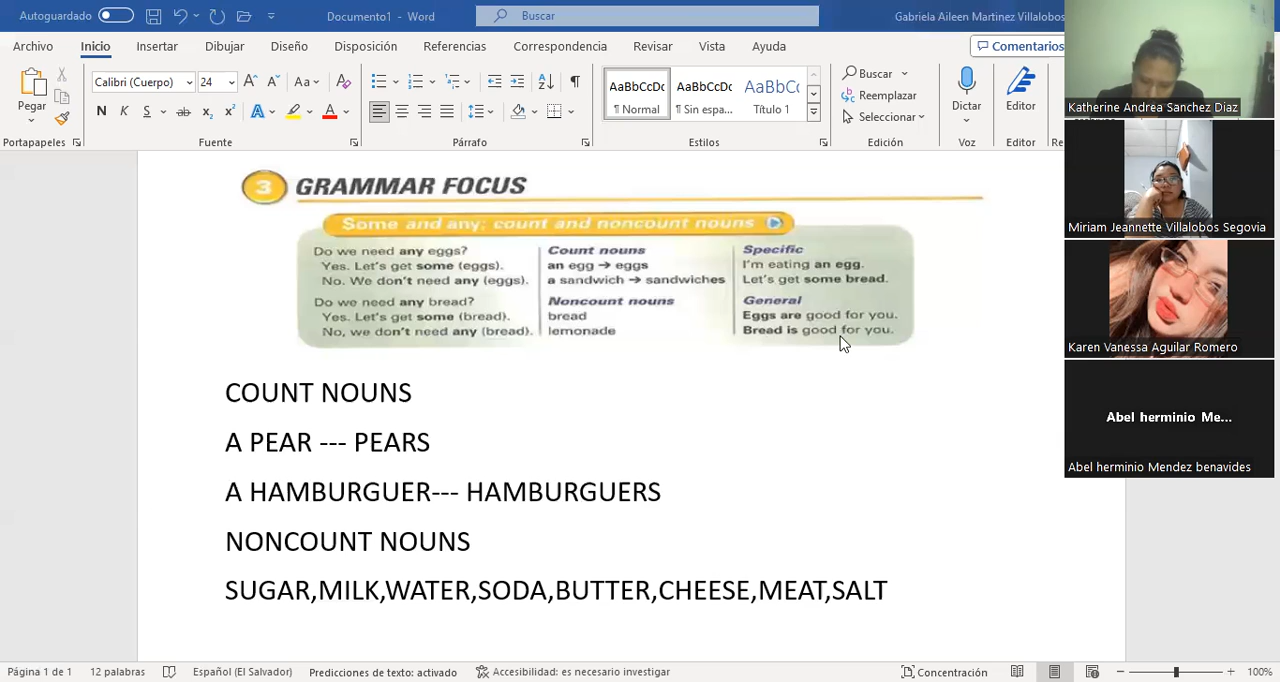 Autoguardado
Documento1 - Word
Buscar
Gabriela Aileen Martinez Villalobos
Archivo Inicio Insertar Dibujar Diseño Disposición Referencias Correspondencia Revisar Vista Ayuda
Comentarios
Pegar
Calibri (Cuerpo) 24
AaBbCcDc AaBbCcDc AaBbCc
¶ Normal ¶ Sin espa... Título 1
Buscar
Reemplazar
Seleccionar
Dictar
Editor
Portapapeles Fuente Párrafo Estilos Edición Voz Editor
3 GRAMMAR FOCUS
Some and any; count and noncount nouns
Do we need any eggs?
Yes. Let's get some (eggs).
No. We don't need any (eggs).
Do we need any bread?
Yes. Let's get some (bread).
No, we don't need any (bread).
Count nouns
an egg → eggs
a sandwich → sandwiches
Noncount nouns
bread
lemonade
Specific
I'm eating an egg.
Let's get some bread.
General
Eggs are good for you.
Bread is good for you.
COUNT NOUNS
A PEAR --- PEARS
A HAMBURGUER--- HAMBURGUERS
NONCOUNT NOUNS
SUGAR,MILK,WATER,SODA,BUTTER,CHEESE,MEAT,SALT
Katherine Andrea Sanchez Diaz
Miriam Jeannette Villalobos Segovia
Karen Vanessa Aguilar Romero
Abel herminio Me...
Abel herminio Mendez benavides
Página 1 de 1 12 palabras Español (El Salvador) Predicciones de texto: activado Accesibilidad: es necesario investigar Concentración 100%